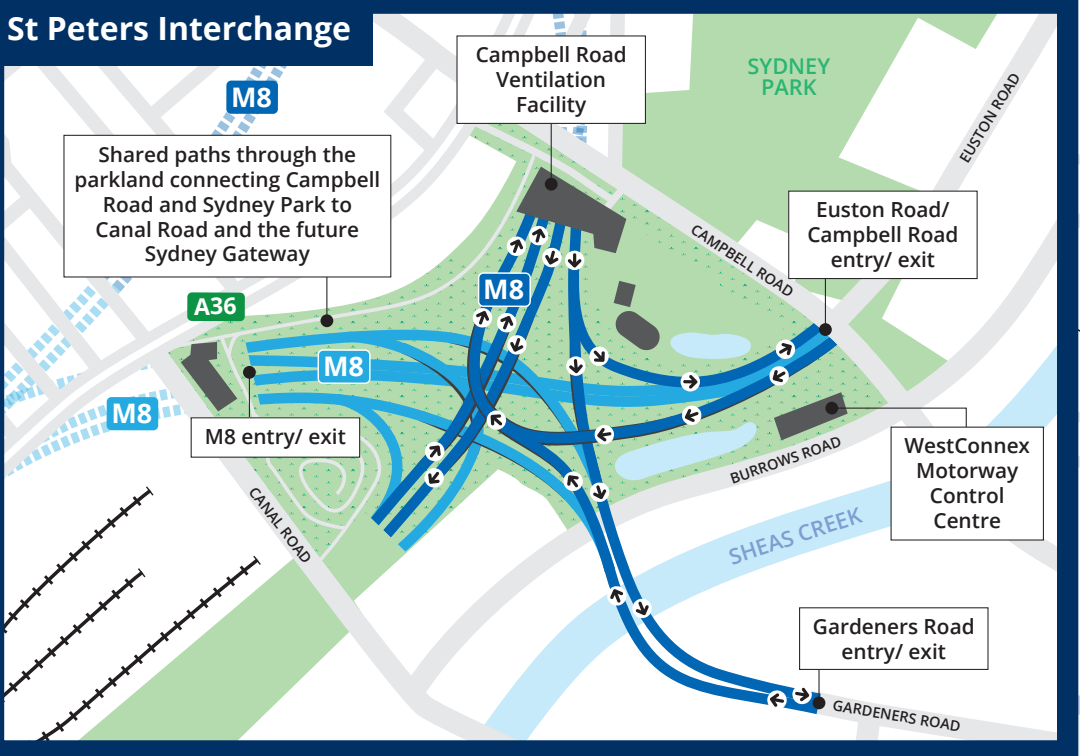 St Peters Interchange
M8
Campbell Road
Ventilation
Facility
SYDNEY
PARK
EUSTON ROAD
Shared paths through the
parkland connecting Campbell
Road and Sydney Park to
Canal Road and the future
Sydney Gateway
Euston Road/
Campbell Road
entry/ exit
CAMPBELL ROAD
A36
M8
M8
M8
M8 entry/ exit
WestConnex
Motorway
Control
Centre
BURROWS ROAD
CANAL ROAD
SHEAS CREEK
Gardeners Road
entry/ exit
GARDENERS ROAD